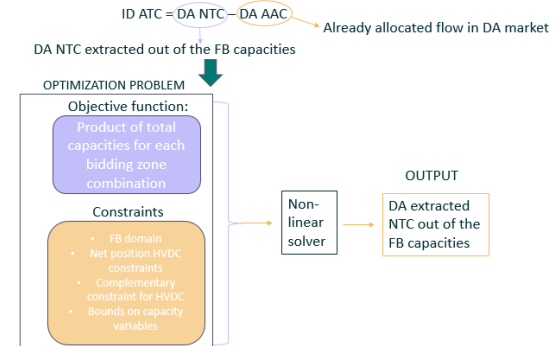 ID ATC = DA NTC – DA AAC
Already allocated flow in DA market
DA NTC extracted out of the FB capacities
OPTIMIZATION PROBLEM
Objective function:
Product of total
capacities for each
bidding zone
combination
Constraints
• FB domain
• Net position HVDC
constraints
• Complementary
constraint for HVDC
• Bounds on capacity
variables
Non-
linear
solver
OUTPUT
DA extracted
NTC out of the
FB capacities